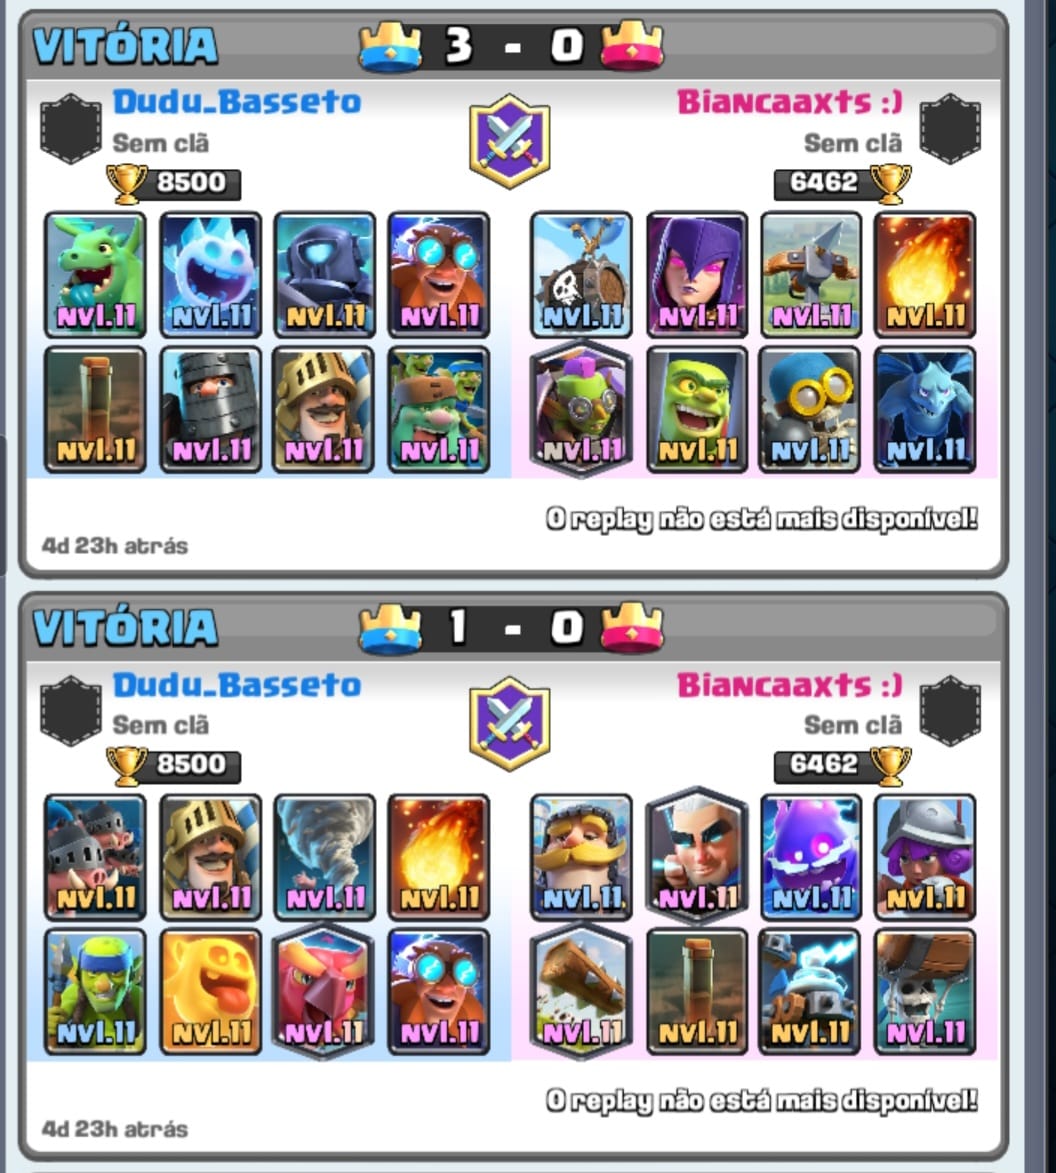 VITÓRIA 3 - 0
Dudu_Basseto Biancaaxts :)
Sem clã Sem clã
8500 6462
Nvl.11 Nvl.11 Nvl.11 Nvl.11 Nvl.11 Nvl.11 Nvl.11 Nvl.11
Nvl.11 Nvl.11 Nvl.11 Nvl.11 Nvl.11 Nvl.11 Nvl.11 Nvl.11
O replay não está mais disponível!
4d 23h atrás
VITÓRIA 1 - 0
Dudu_Basseto Biancaaxts :)
Sem clã Sem clã
8500 6462
Nvl.11 Nvl.11 Nvl.11 Nvl.11 Nvl.11 Nvl.11 Nvl.11 Nvl.11
Nvl.11 Nvl.11 Nvl.11 Nvl.11 Nvl.11 Nvl.11 Nvl.11 Nvl.11
O replay não está mais disponível!
4d 23h atrás